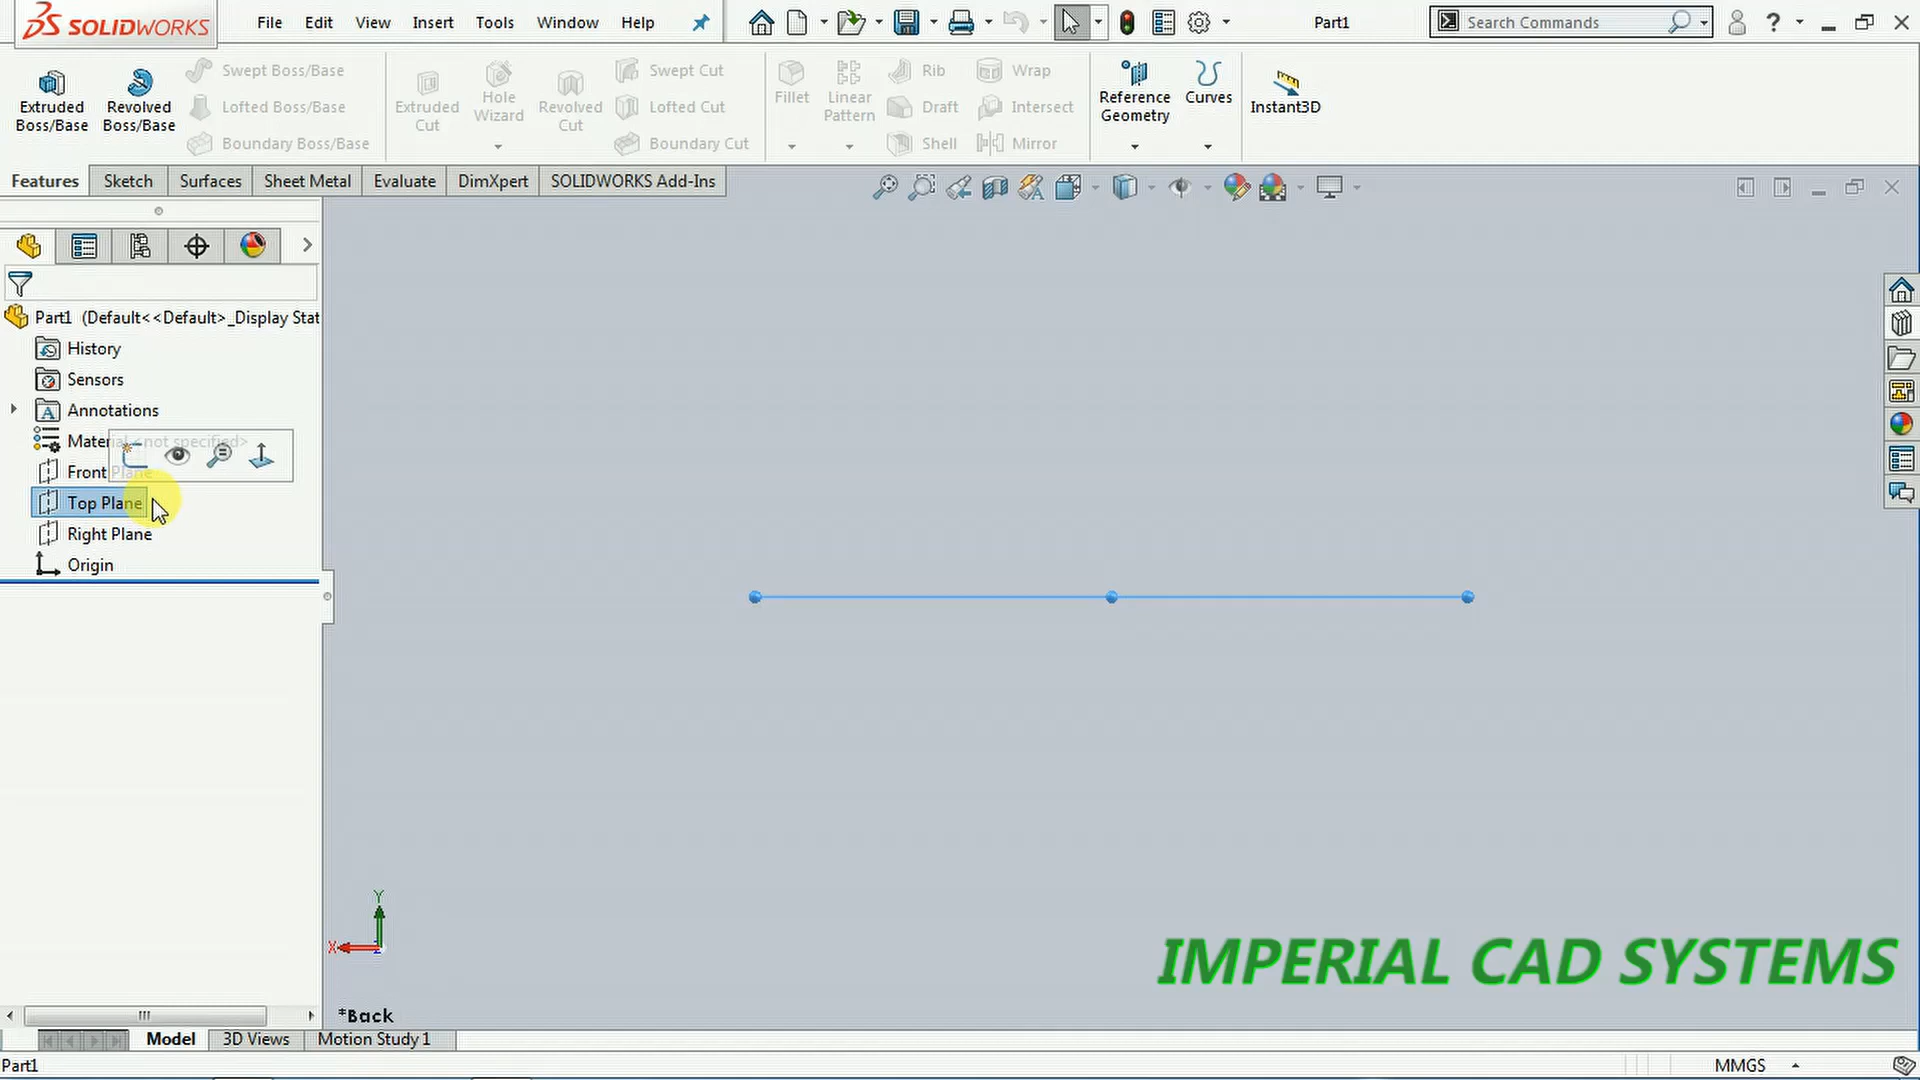 SOLIDWORKS File Edit View Insert Tools Window Help Part1 Search Commands ?
Extruded Boss/Base
Revolved Boss/Base
Swept Boss/Base
Lofted Boss/Base
Boundary Boss/Base
Extruded Cut
Hole Wizard
Revolved Cut
Swept Cut
Lofted Cut
Boundary Cut
Fillet
Linear Pattern
Rib
Draft
Shell
Wrap
Intersect
Mirror
Reference Geometry
Curves
Instant3D
Features Sketch Surfaces Sheet Metal Evaluate DimXpert SOLIDWORKS Add-Ins
Part1 (Default<<Default>_Display Stat
History
Sensors
Annotations
Material <not specified>
Front Plane
Top Plane
Right Plane
Origin
Y
X
Z
*Back
IMPERIAL CAD SYSTEMS
Model 3D Views Motion Study 1
Part1 MMGS